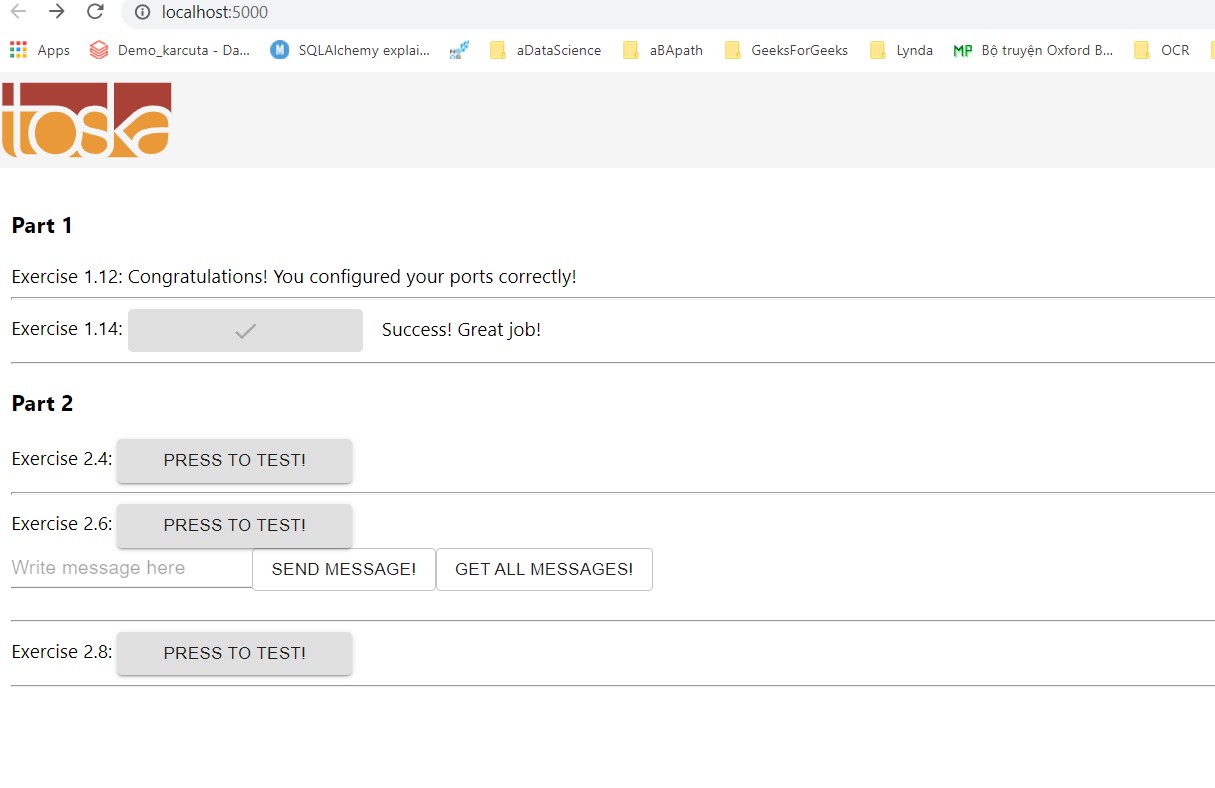 localhost:5000
Apps Demo_karcuta - Da... SQLAlchemy explai... aDataScience aBApath GeeksForGeeks Lynda MP Bộ truyện Oxford B... OCR
toska
Part 1
Exercise 1.12: Congratulations! You configured your ports correctly!
Exercise 1.14: Success! Great job!
Part 2
Exercise 2.4: PRESS TO TEST!
Exercise 2.6: PRESS TO TEST!
Write message here SEND MESSAGE! GET ALL MESSAGES!
Exercise 2.8: PRESS TO TEST!